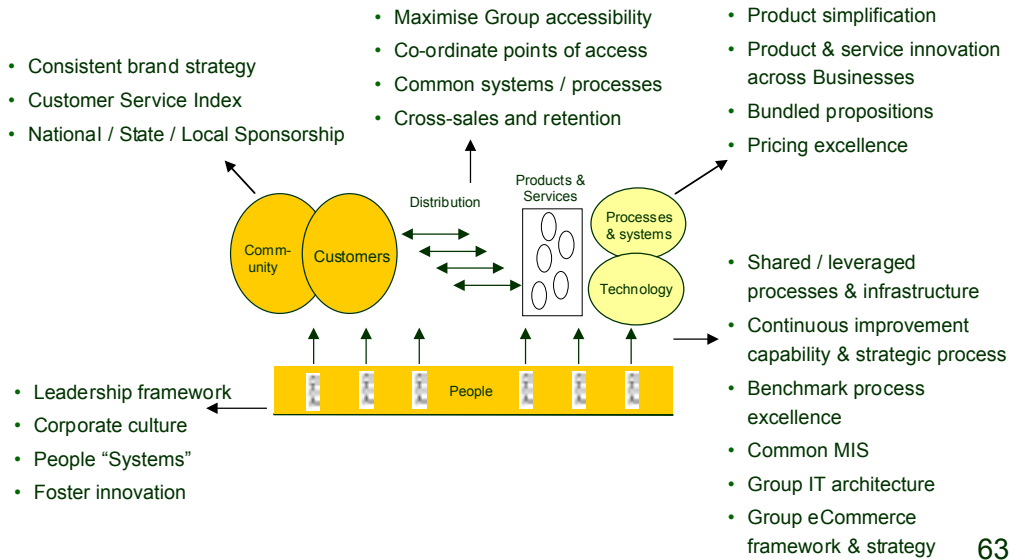 • Consistent brand strategy
• Customer Service Index
• National / State / Local Sponsorship
• Maximise Group accessibility
• Co-ordinate points of access
• Common systems / processes
• Cross-sales and retention
• Product simplification
• Product & service innovation
across Businesses
• Bundled propositions
• Pricing excellence
Comm-
unity
Customers
Distribution
Products &
Services
Processes
& systems
Technology
People
• Leadership framework
• Corporate culture
• People “Systems”
• Foster innovation
• Shared / leveraged
processes & infrastructure
• Continuous improvement
capability & strategic process
• Benchmark process
excellence
• Common MIS
• Group IT architecture
• Group eCommerce
framework & strategy
63